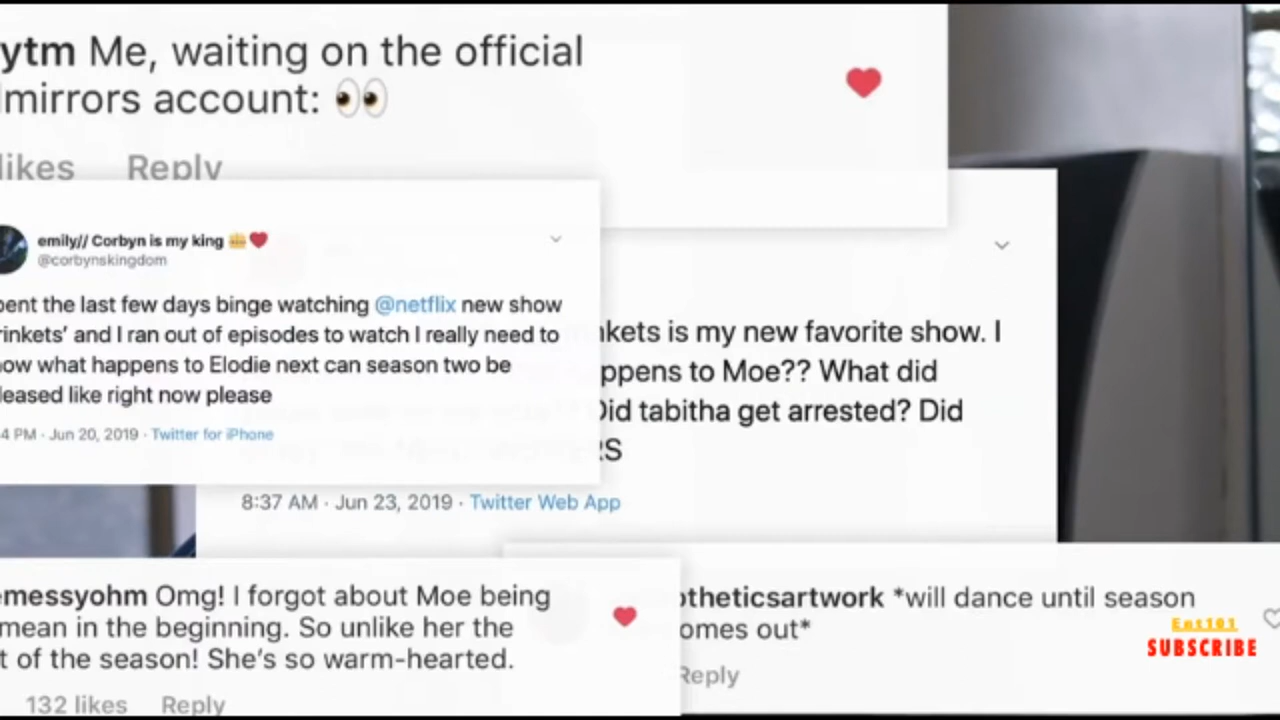 ytm Me, waiting on the official
mirrors account: 👀
likes Reply
emily// Corbyn is my king 👑❤️
@corbynskingdom
pent the last few days binge watching @netflix new show
rinkets' and I ran out of episodes to watch I really need to
ow what happens to Elodie next can season two be
leased like right now please
4 PM · Jun 20, 2019 · Twitter for iPhone
nkets is my new favorite show. I
ppens to Moe?? What did
Did tabitha get arrested? Did
RS
8:37 AM · Jun 23, 2019 · Twitter Web App
emessyohm Omg! I forgot about Moe being
mean in the beginning. So unlike her the
t of the season! She's so warm-hearted.
132 likes Reply
otheticsartwork *will dance until season
omes out*
Reply
Ent101
SUBSCRIBE